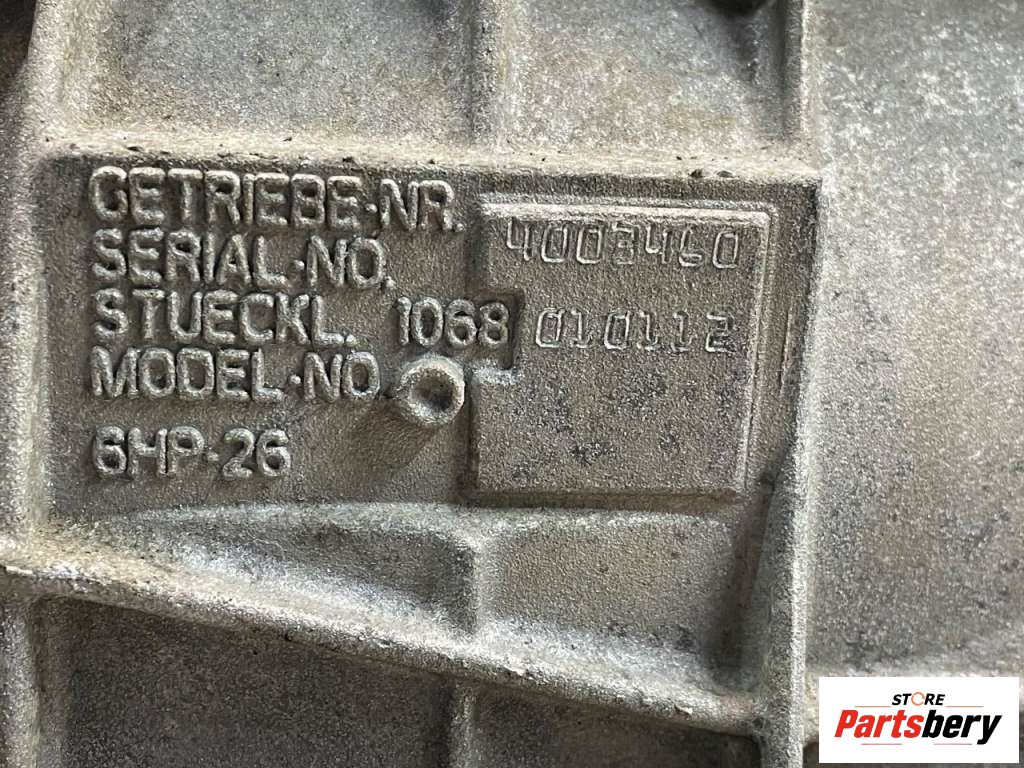 GETRIEBE-NR. 4003460
SERIAL-NO.
STUECKL. 1068 010112
MODEL-NO.
6HP-26
STORE
Partsbery